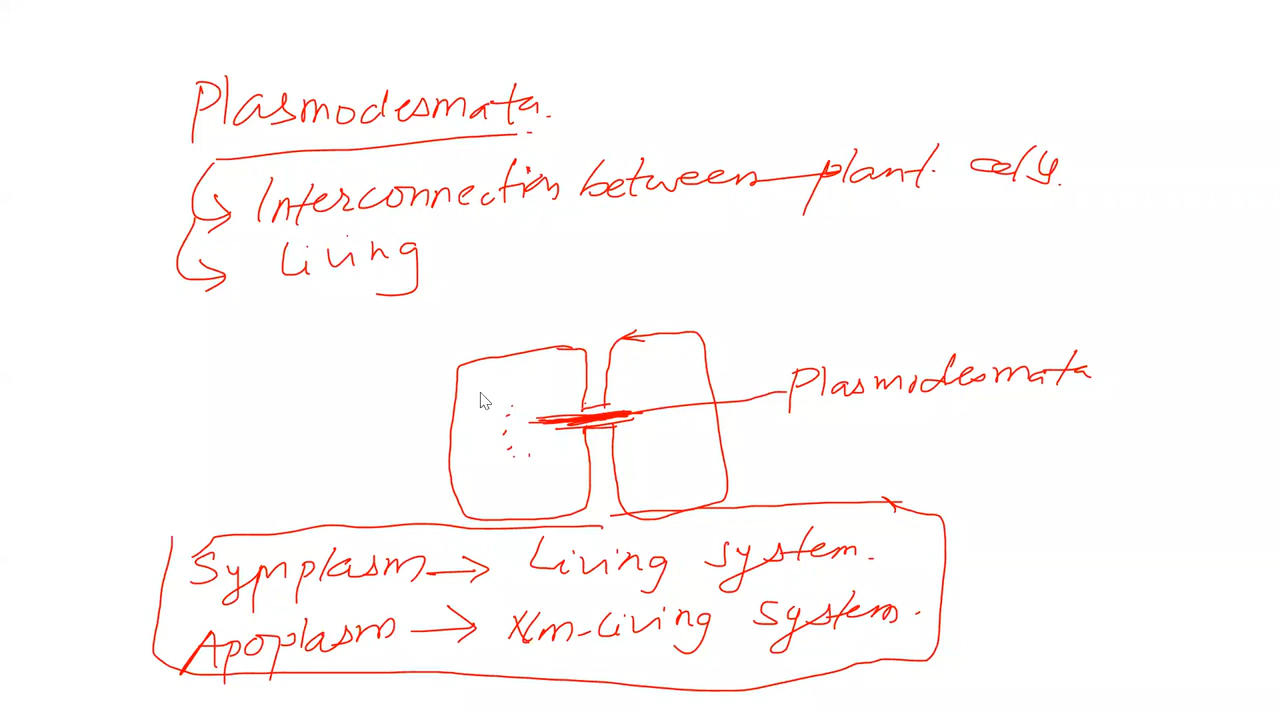 Plasmodesmata.
Interconnection between plant cells.
Living
Plasmodesmata
Symplasm → Living system.
Apoplasm → Non-living system.